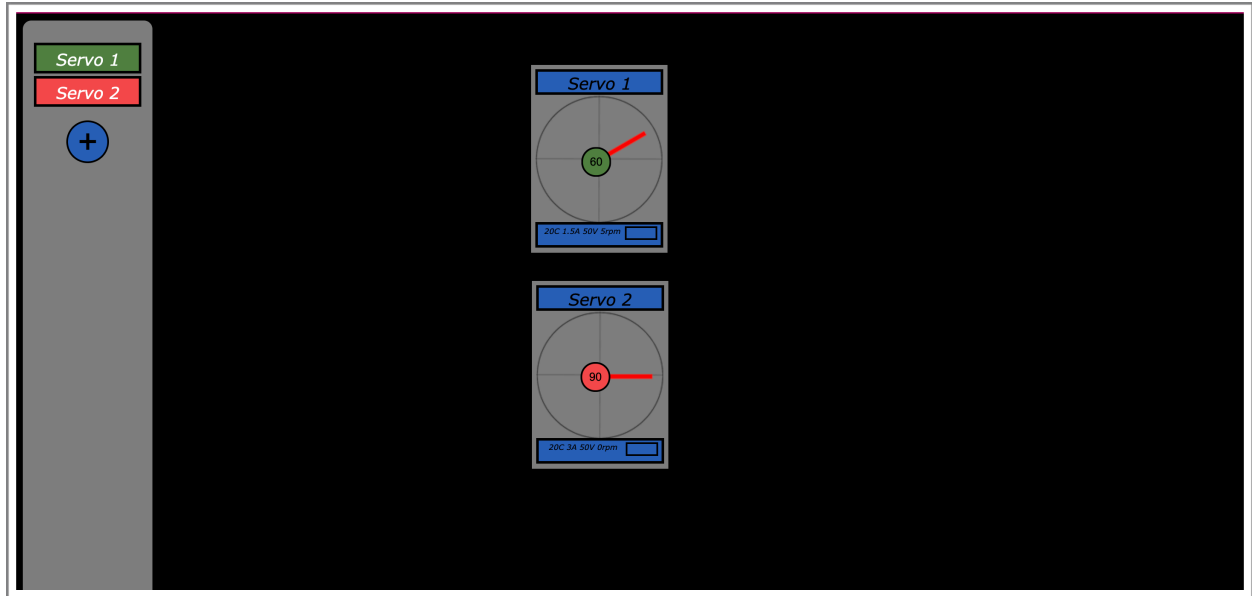 Servo 1
Servo 2
+
Servo 1
60
20C 1.5A 50V 5rpm
Servo 2
90
20C 3A 50V 0rpm